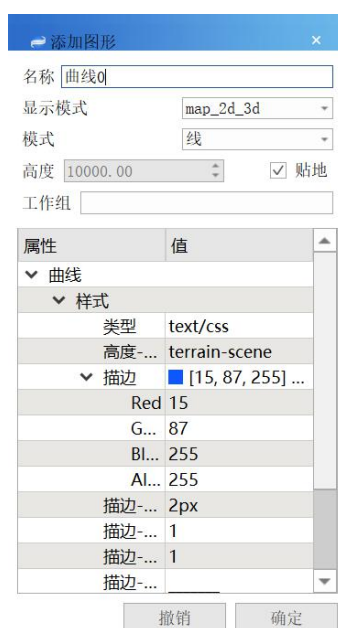 添加图形
名称 曲线0
显示模式 map_2d_3d
模式 线
高度 10000.00 贴地
工作组
属性 值
曲线
样式
类型 text/css
高度-... terrain-scene
描边 [15, 87, 255] ...
Red 15
G... 87
Bl... 255
Al... 255
描边-... 2px
描边-... 1
描边-... 1
描边-...
撤销 确定